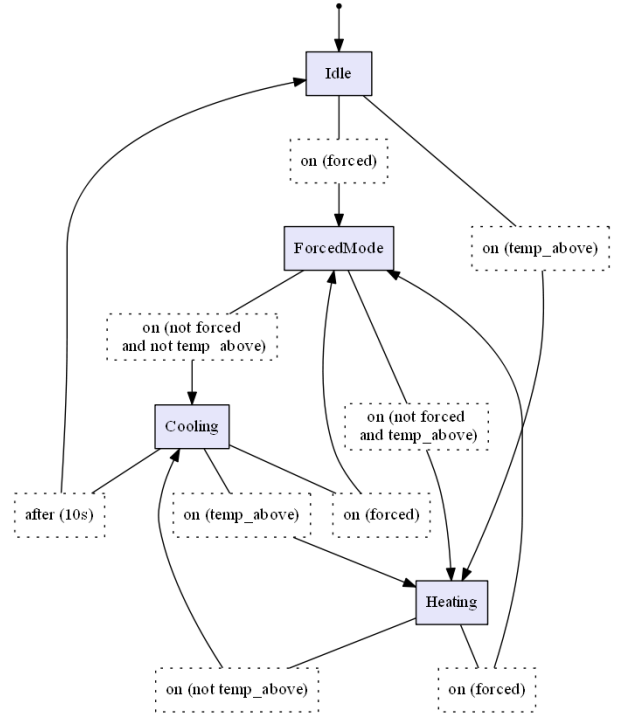 Idle
on (forced)
ForcedMode
on (temp_above)
on (not forced
and not temp_above)
Cooling
on (not forced
and temp_above)
after (10s)
on (temp_above)
on (forced)
Heating
on (not temp_above)
on (forced)